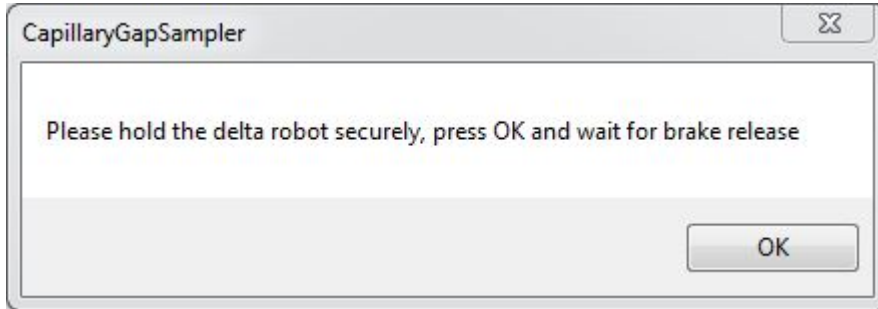 CapillaryGapSampler
Please hold the delta robot securely, press OK and wait for brake release
OK